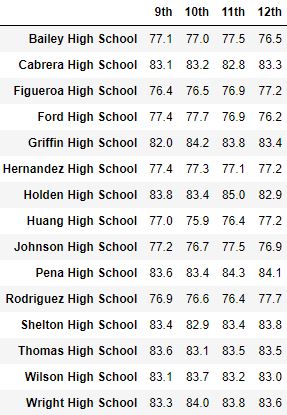 9th 10th 11th 12th
Bailey High School 77.1 77.0 77.5 76.5
Cabrera High School 83.1 83.2 82.8 83.3
Figueroa High School 76.4 76.5 76.9 77.2
Ford High School 77.4 77.7 76.9 76.2
Griffin High School 82.0 84.2 83.8 83.4
Hernandez High School 77.4 77.3 77.1 77.2
Holden High School 83.8 83.4 85.0 82.9
Huang High School 77.0 75.9 76.4 77.2
Johnson High School 77.2 76.7 77.5 76.9
Pena High School 83.6 83.4 84.3 84.1
Rodriguez High School 76.9 76.6 76.4 77.7
Shelton High School 83.4 82.9 83.4 83.8
Thomas High School 83.6 83.1 83.5 83.5
Wilson High School 83.1 83.7 83.2 83.0
Wright High School 83.3 84.0 83.8 83.6